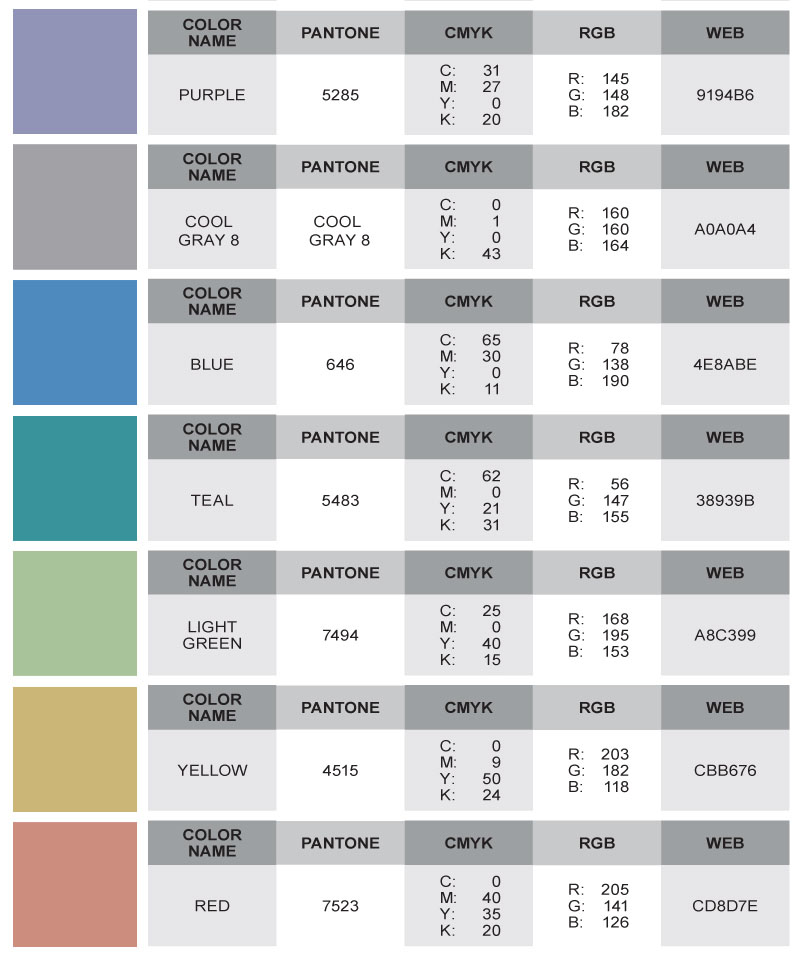 COLOR NAME PANTONE CMYK RGB WEB
PURPLE 5285 C: 31 R: 145 9194B6
M: 27 G: 148
Y: 0 B: 182
K: 20
COLOR NAME PANTONE CMYK RGB WEB
COOL COOL C: 0 R: 160 A0A0A4
GRAY 8 GRAY 8 M: 1 G: 160
Y: 0 B: 164
K: 43
COLOR NAME PANTONE CMYK RGB WEB
BLUE 646 C: 65 R: 78 4E8ABE
M: 30 G: 138
Y: 0 B: 190
K: 11
COLOR NAME PANTONE CMYK RGB WEB
TEAL 5483 C: 62 R: 56 38939B
M: 0 G: 147
Y: 21 B: 155
K: 31
COLOR NAME PANTONE CMYK RGB WEB
LIGHT 7494 C: 25 R: 168 A8C399
GREEN M: 0 G: 195
Y: 40 B: 153
K: 15
COLOR NAME PANTONE CMYK RGB WEB
YELLOW 4515 C: 0 R: 203 CBB676
M: 9 G: 182
Y: 50 B: 118
K: 24
COLOR NAME PANTONE CMYK RGB WEB
RED 7523 C: 0 R: 205 CD8D7E
M: 40 G: 141
Y: 35 B: 126
K: 20